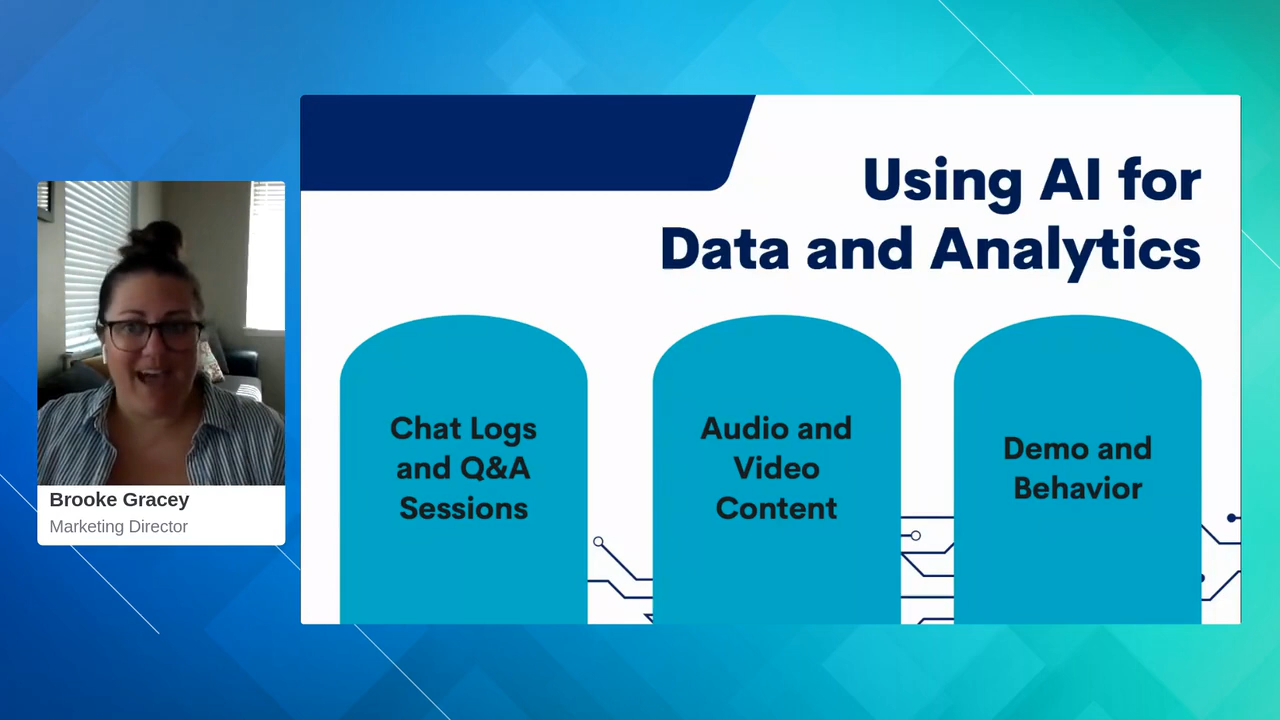 Using AI for
Data and Analytics
Chat Logs
and Q&A
Sessions
Audio and
Video
Content
Demo and
Behavior
Brooke Gracey
Marketing Director